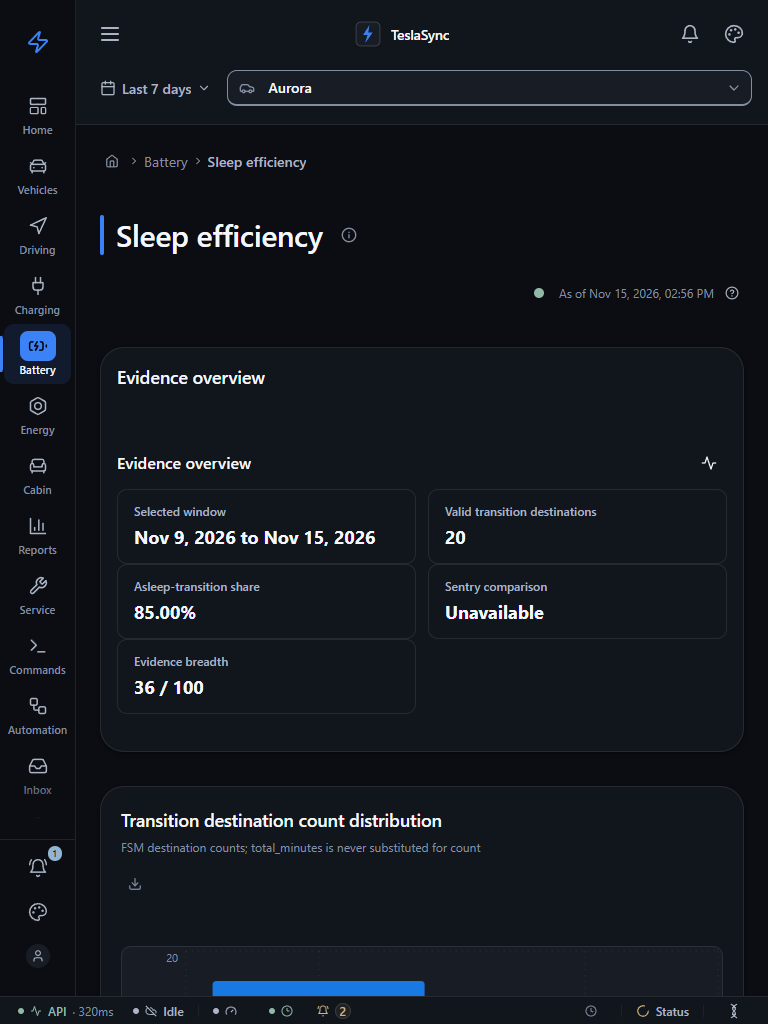 TeslaSync
Last 7 days
Aurora
Home
Vehicles
Driving
Charging
Battery
Energy
Cabin
Reports
Service
Commands
Automation
Inbox
1
Battery
Sleep efficiency
Sleep efficiency
As of Nov 15, 2026, 02:56 PM
Evidence overview
Evidence overview
Selected window
Nov 9, 2026 to Nov 15, 2026
Valid transition destinations
20
Asleep-transition share
85.00%
Sentry comparison
Unavailable
Evidence breadth
36 / 100
Transition destination count distribution
FSM destination counts; total_minutes is never substituted for count
20
API · 320ms
Idle
2
Status